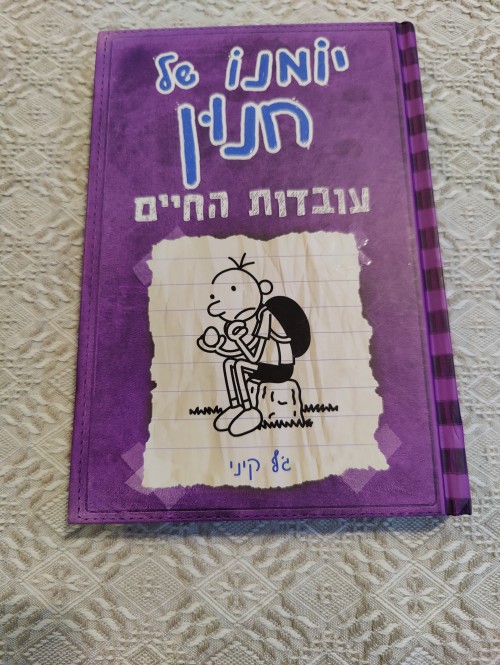 יומנו של
חנון
עובדות החיים
ג'ף קיני